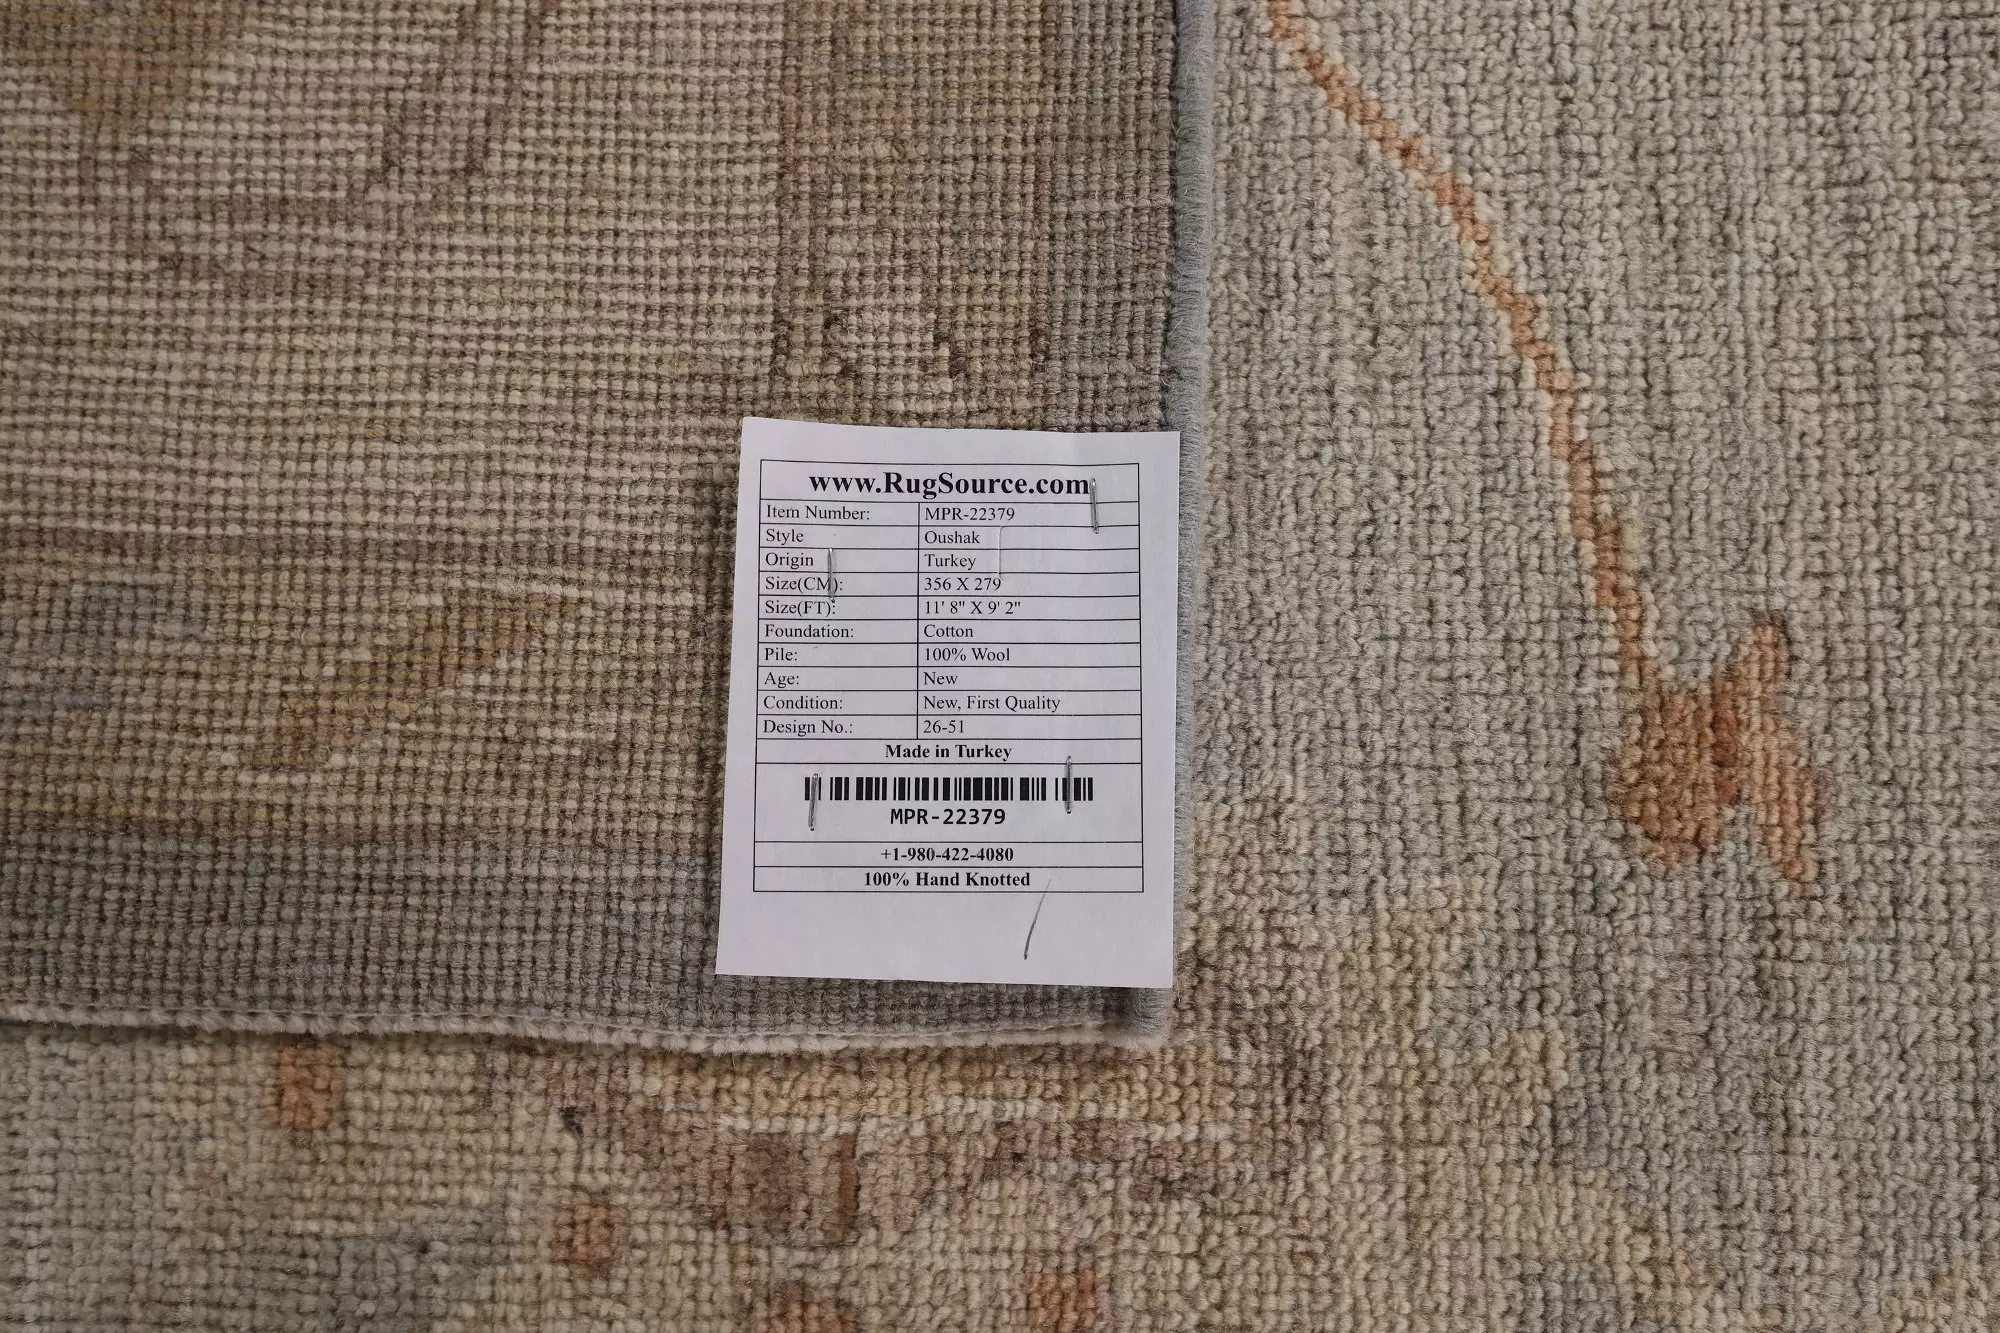 www.RugSource.com
Item Number: MPR-22379
Style Oushak
Origin Turkey
Size(CM): 356 X 279
Size(FT): 11' 8" X 9' 2"
Foundation: Cotton
Pile: 100% Wool
Age: New
Condition: New, First Quality
Design No.: 26-51
Made in Turkey
MPR-22379
+1-980-422-4080
100% Hand Knotted